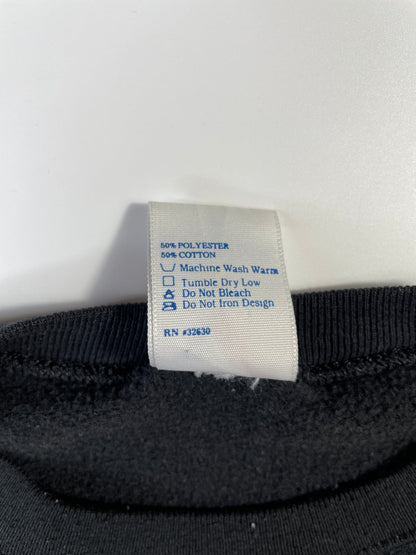 50% POLYESTER
50% COTTON
Machine Wash Warm
Tumble Dry Low
Do Not Bleach
Do Not Iron Design
RN #32630